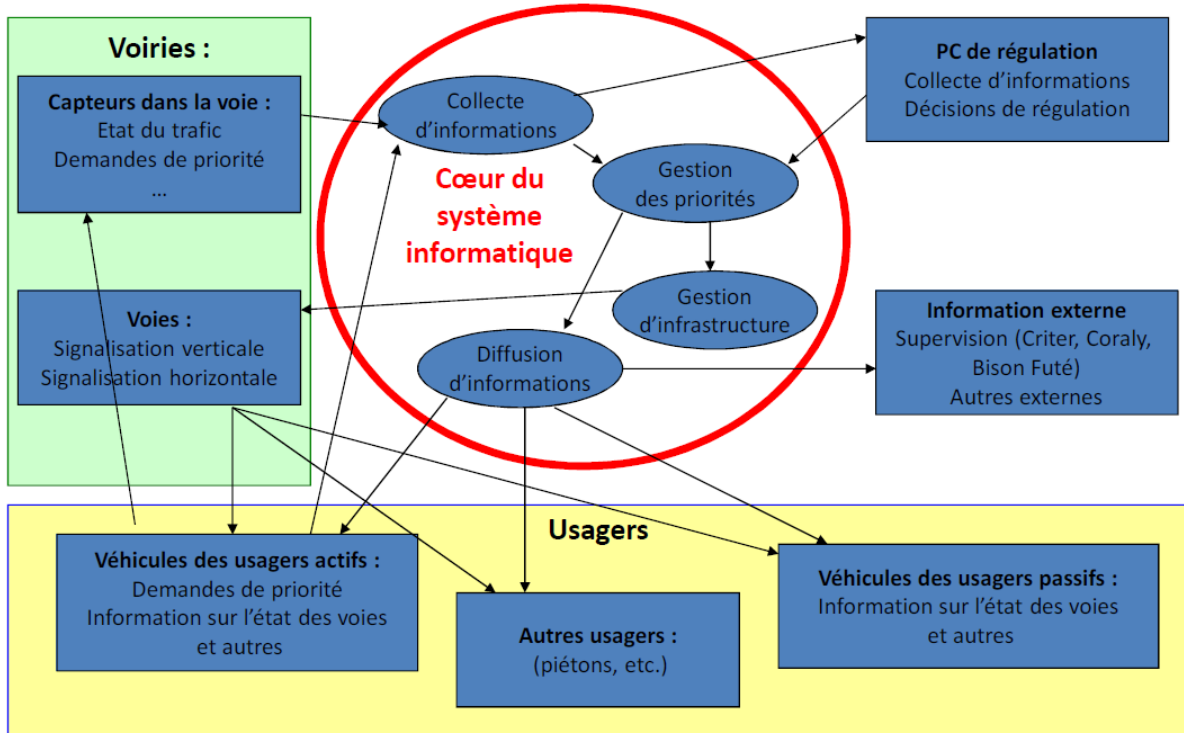 Voiries :
Capteurs dans la voie :
Etat du trafic
Demandes de priorité
...
Voies :
Signalisation verticale
Signalisation horizontale
Collecte
d’informations
Gestion
des priorités
Cœur du
système
informatique
Gestion
d’infrastructure
Diffusion
d’informations
PC de régulation
Collecte d’informations
Décisions de régulation
Information externe
Supervision (Criter, Coraly,
Bison Futé)
Autres externes
Usagers
Véhicules des usagers actifs :
Demandes de priorité
Information sur l’état des voies
et autres
Autres usagers :
(piétons, etc.)
Véhicules des usagers passifs :
Information sur l’état des voies
et autres